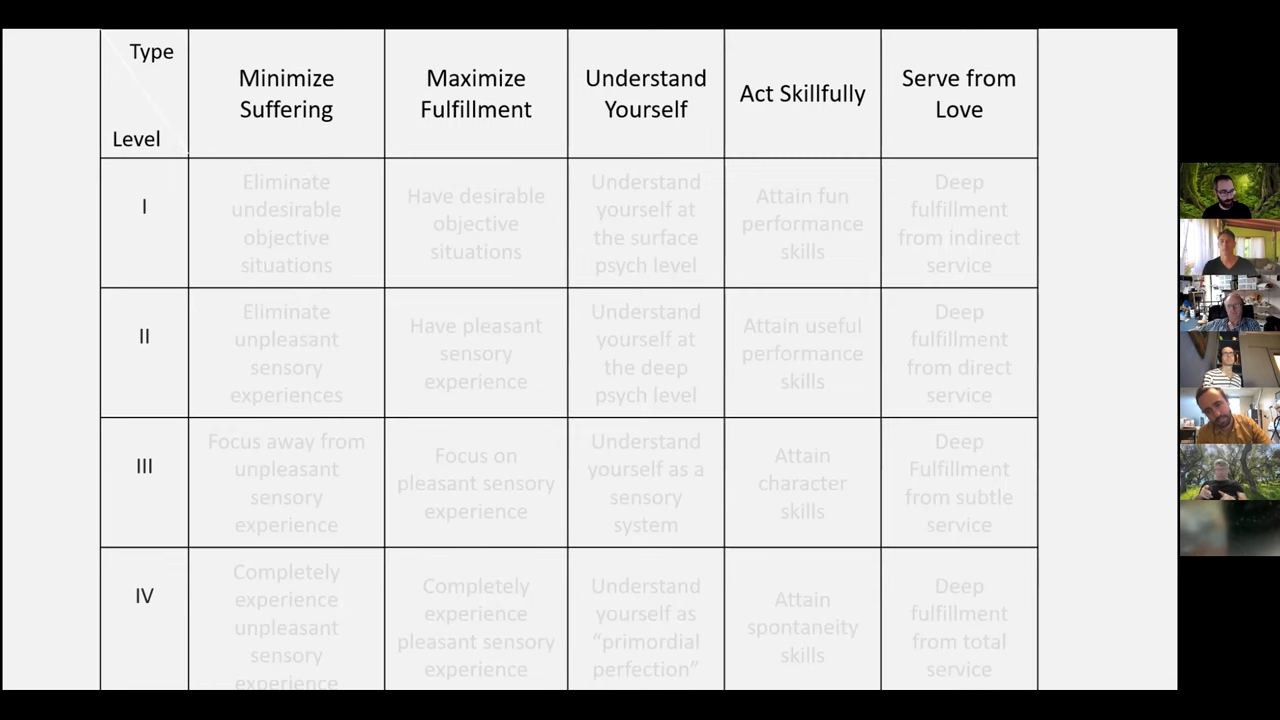 Type
Level
Minimize
Suffering
Maximize
Fulfillment
Understand
Yourself
Act Skillfully
Serve from
Love
I
Eliminate
undesirable
objective
situations
Have desirable
objective
situations
Understand
yourself at
the surface
psych level
Attain fun
performance
skills
Deep
fulfillment
from indirect
service
II
Eliminate
unpleasant
sensory
experiences
Have pleasant
sensory
experience
Understand
yourself at
the deep
psych level
Attain useful
performance
skills
Deep
fulfillment
from direct
service
III
Focus away from
unpleasant
sensory
experience
Focus on
pleasant sensory
experience
Understand
yourself as a
sensory
system
Attain
character
skills
Deep
Fulfillment
from subtle
service
IV
Completely
experience
unpleasant
sensory
experience
Completely
experience
pleasant sensory
experience
Understand
yourself as
“primordial
perfection”
Attain
spontaneity
skills
Deep
fulfillment
from total
service